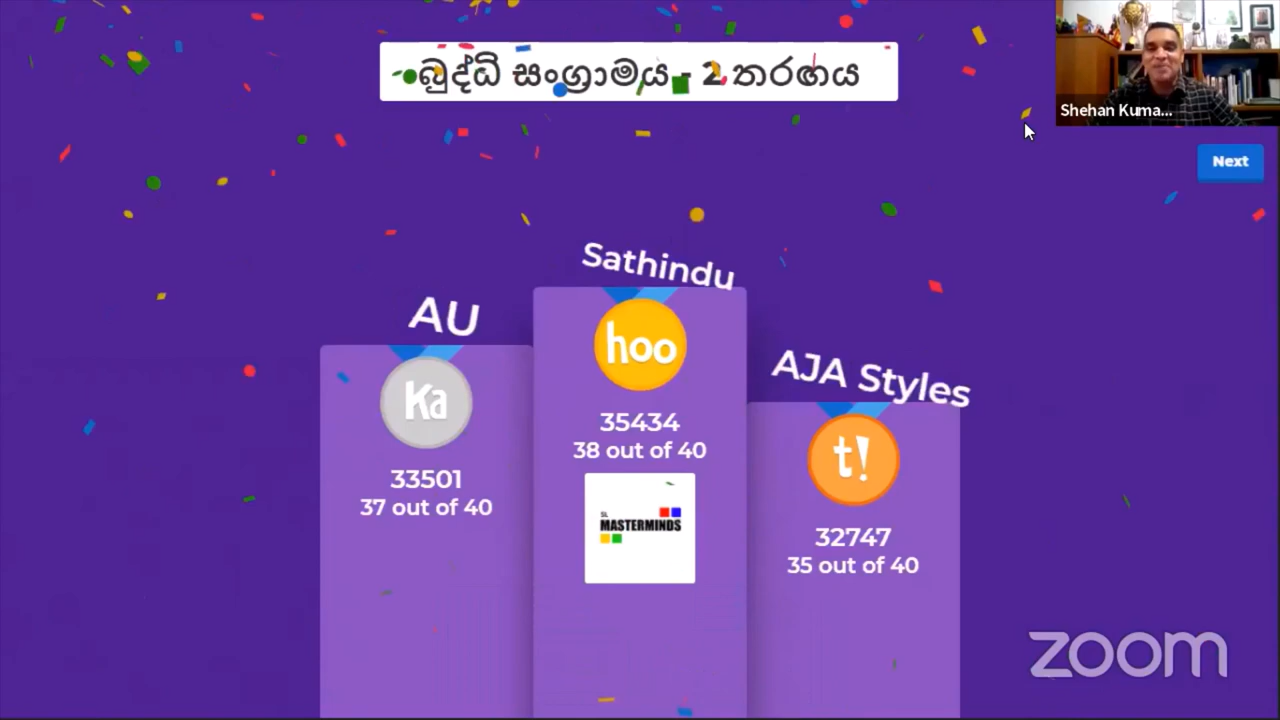 බුද්ධි සංග්‍රාමය - 2 තරඟය
Shehan Kuma...
Next
Sathindu
AU
AJA Styles
hoo
Ka
t!
35434
38 out of 40
33501
37 out of 40
32747
35 out of 40
SL
MASTERMINDS
zoom